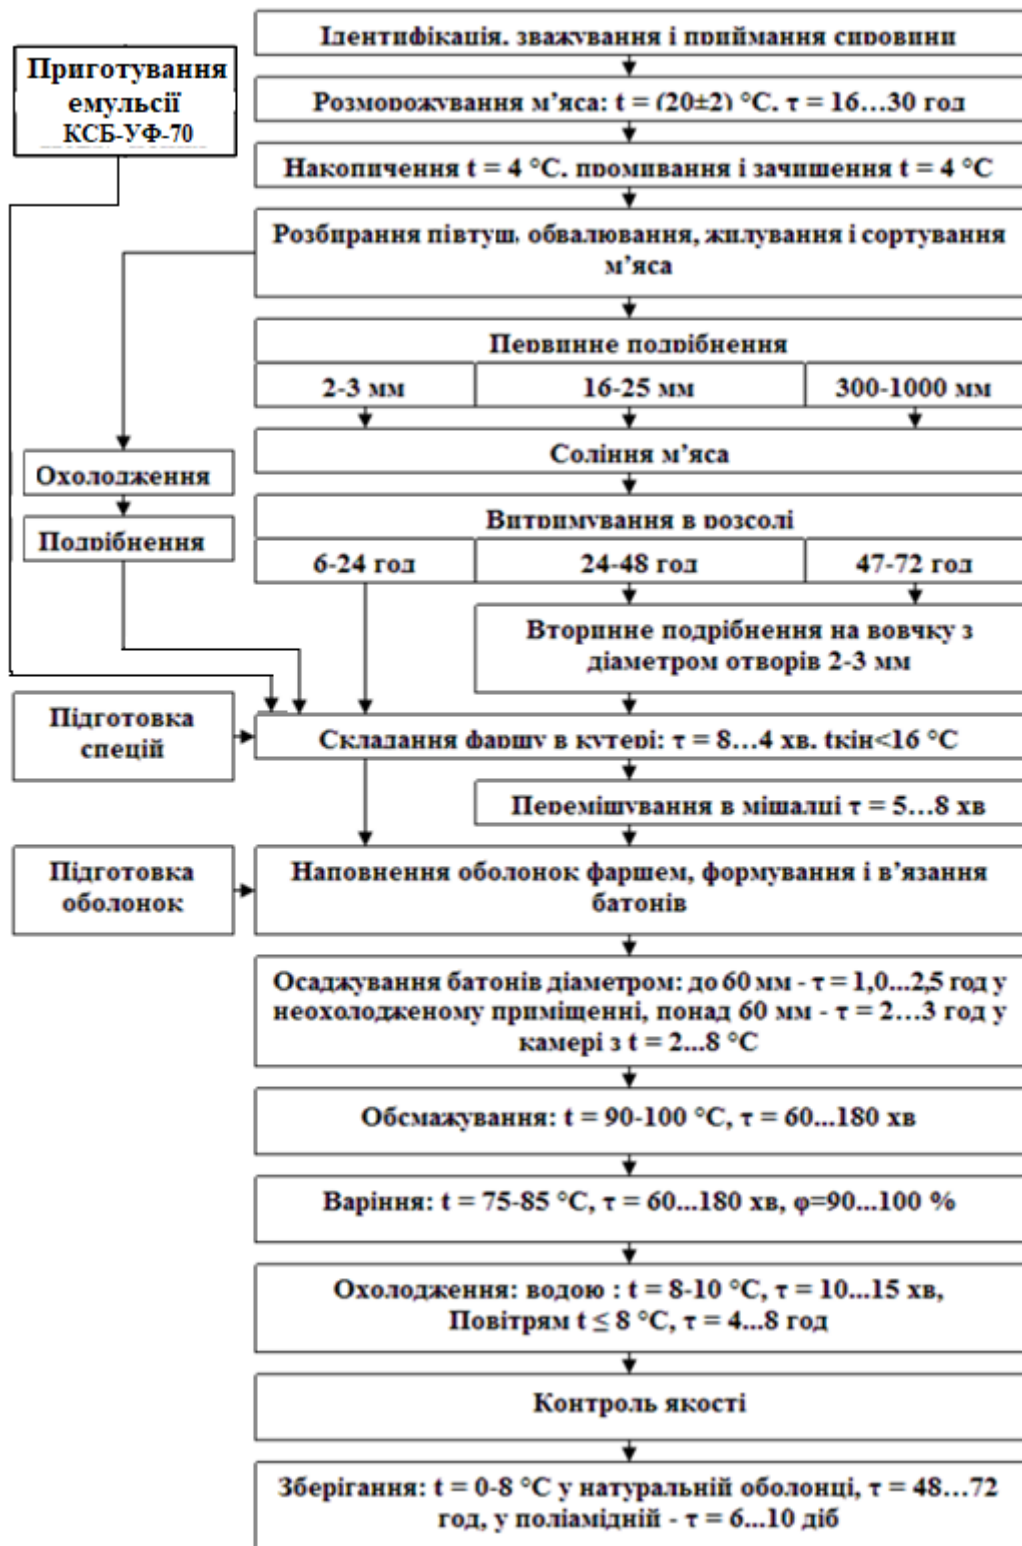 Ідентифікація, зважування і приймання сировини
Приготування
емульсії
КСБ-УФ-70
Розморожування м’яса: t = (20±2) °C, τ = 16…30 год
Накопичення t = 4 °C, промивання і зачишення t = 4 °C
Розбирання півтуш, обвалювання, жилування і сортування
м’яса
Первинне подрібнення
2-3 мм
16-25 мм
300-1000 мм
Соління м’яса
Охолодження
Витримування в розсолі
Подрібнення
6-24 год
24-48 год
47-72 год
Вторинне подрібнення на вовчку з
діаметром отворів 2-3 мм
Підготовка
спецій
Складання фаршу в кутері: τ = 8…4 хв, tкін<16 °C
Перемішування в мішалці τ = 5…8 хв
Підготовка
оболонок
Наповнення оболонок фаршем, формування і в'язання
батонів
Осаджування батонів діаметром: до 60 мм - τ = 1,0...2,5 год у
неохолодженому приміщенні, понад 60 мм - τ = 2…3 год у
камері з t = 2...8 °C
Обсмажування: t = 90-100 °C, τ = 60...180 хв
Варіння: t = 75-85 °C, τ = 60...180 хв, φ=90...100 %
Охолодження: водою : t = 8-10 °C, τ = 10...15 хв,
Повітрям t ≤ 8 °C, τ = 4...8 год
Контроль якості
Зберігання: t = 0-8 °C у натуральній оболонці, τ = 48…72
год, у поліамідній - τ = 6...10 діб